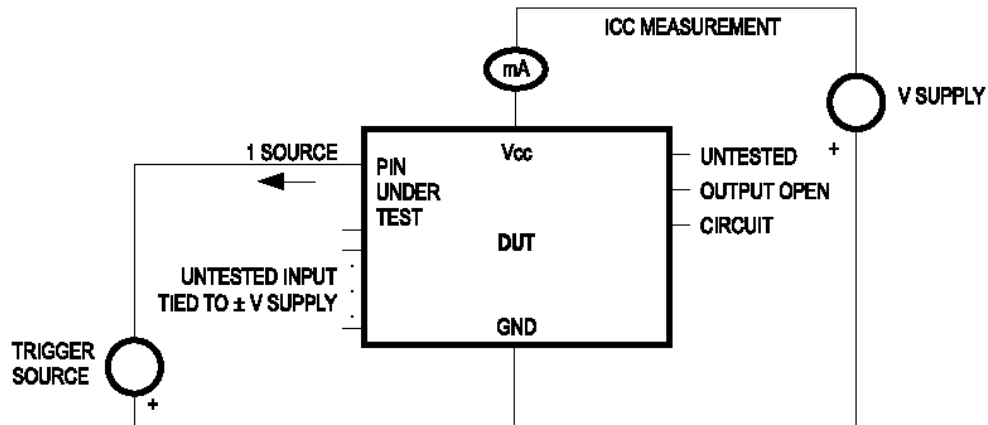 ICC MEASUREMENT
mA
V SUPPLY
+
1 SOURCE
Vcc
PIN
UNDER
TEST
UNTESTED
OUTPUT OPEN
CIRCUIT
DUT
UNTESTED INPUT
TIED TO ± V SUPPLY
GND
TRIGGER
SOURCE
+